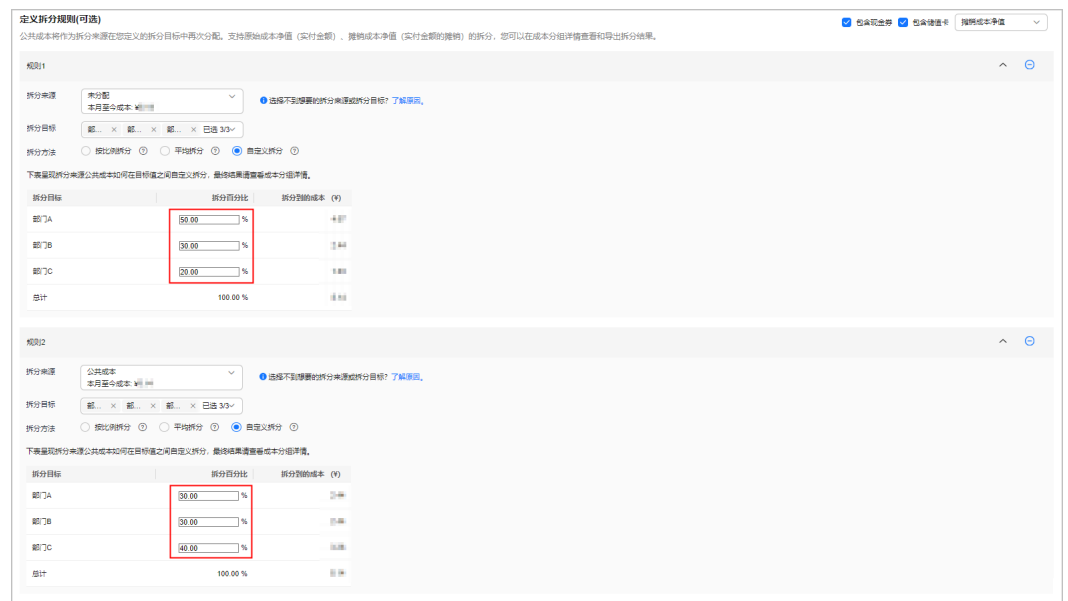 定义拆分规则(可选)
包含现金券 包含储值卡 摊销成本净值
公共成本将作为拆分来源在您定义的拆分目标中再次分配。支持原始成本净值（实付金额）、摊销成本净值（实付金额的摊销）的拆分，您可以在成本分组详情查看和导出拆分结果。
规则1
拆分来源 未分配
本月至今成本: ¥
选择不到想要的拆分来源或拆分目标？了解原因。
拆分目标 部... × 部... × 部... × 已选 3/3
拆分方法 按比例拆分 ? 平均拆分 ? 自定义拆分 ?
下表呈现拆分来源公共成本如何在目标值之间自定义拆分，最终结果请查看成本分组详情。
拆分目标 拆分百分比 拆分到的成本 (¥)
部门A 50.00 %
部门B 30.00 %
部门C 20.00 %
总计 100.00 %
规则2
拆分来源 公共成本
本月至今成本: ¥
选择不到想要的拆分来源或拆分目标？了解原因。
拆分目标 部... × 部... × 部... × 已选 3/3
拆分方法 按比例拆分 ? 平均拆分 ? 自定义拆分 ?
下表呈现拆分来源公共成本如何在目标值之间自定义拆分，最终结果请查看成本分组详情。
拆分目标 拆分百分比 拆分到的成本 (¥)
部门A 30.00 %
部门B 30.00 %
部门C 40.00 %
总计 100.00 %